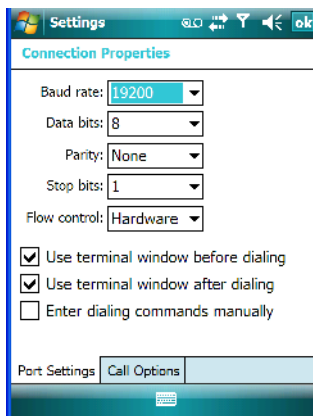 Settings ok
Connection Properties
Baud rate: 19200
Data bits: 8
Parity: None
Stop bits: 1
Flow control: Hardware
Use terminal window before dialing
Use terminal window after dialing
Enter dialing commands manually
Port Settings Call Options